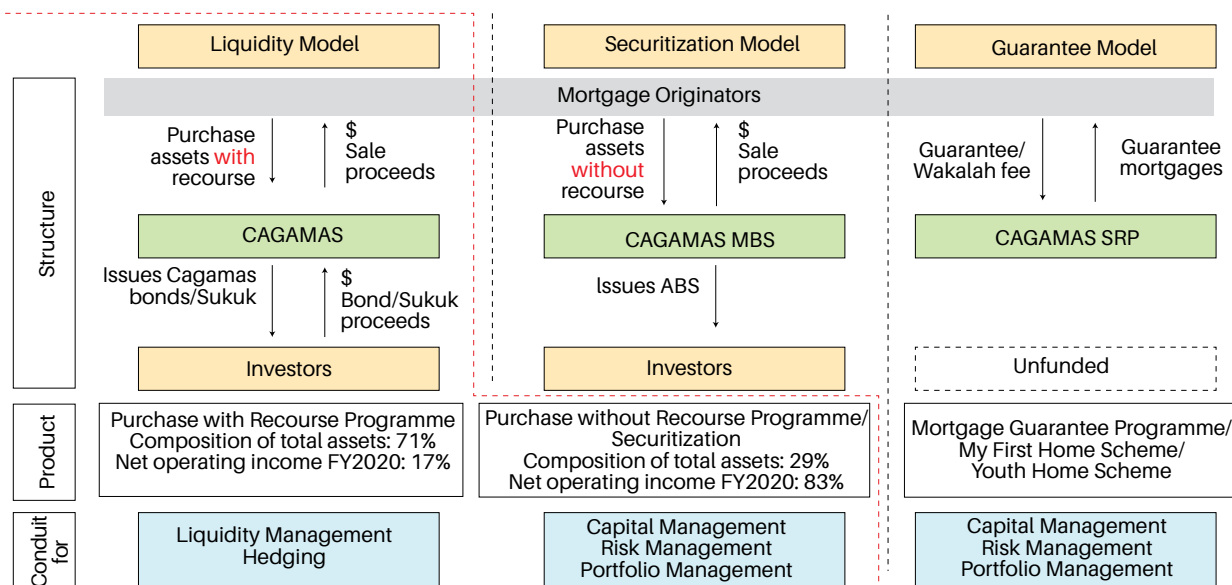 Liquidity Model
Securitization Model
Guarantee Model
Structure
Mortgage Originators
Purchase
assets with
recourse
$
Sale
proceeds
Purchase
assets
without
recourse
$
Sale
proceeds
Guarantee/
Wakalah fee
Guarantee
mortgages
CAGAMAS
CAGAMAS MBS
CAGAMAS SRP
Issues Cagamas
bonds/Sukuk
$
Bond/Sukuk
proceeds
Issues ABS
Investors
Investors
Unfunded
Product
Purchase with Recourse Programme
Composition of total assets: 71%
Net operating income FY2020: 17%
Purchase without Recourse Programme/
Securitization
Composition of total assets: 29%
Net operating income FY2020: 83%
Mortgage Guarantee Programme/
My First Home Scheme/
Youth Home Scheme
Conduit
for
Liquidity Management
Hedging
Capital Management
Risk Management
Portfolio Management
Capital Management
Risk Management
Portfolio Management